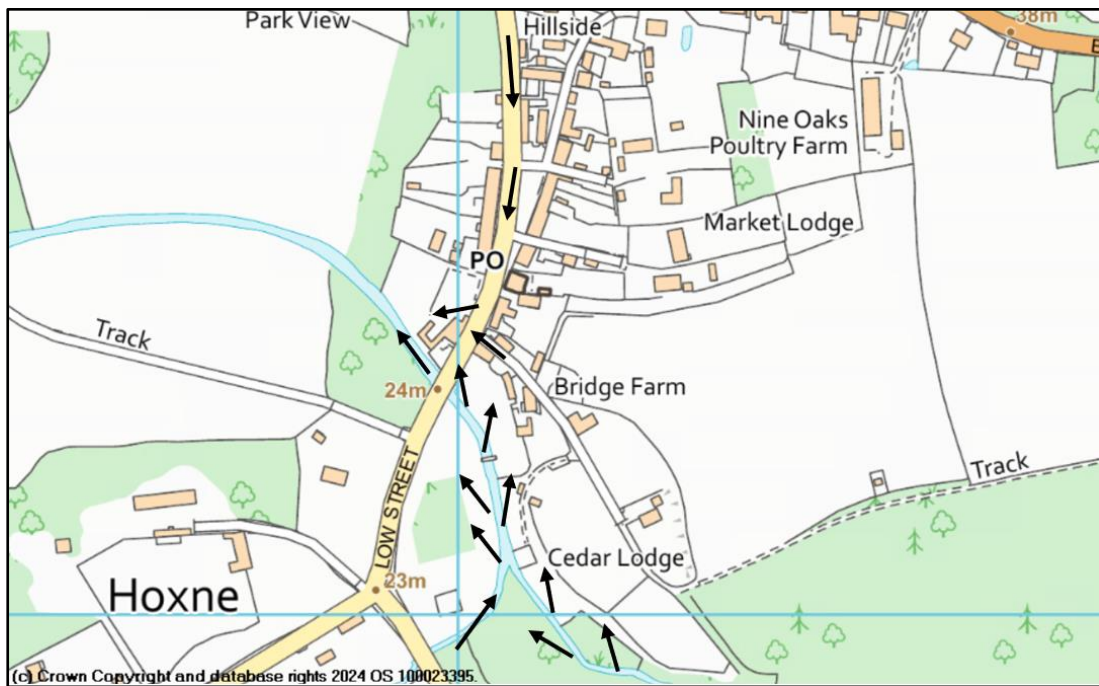 Park View
Hillside
38m
Nine Oaks
Poultry Farm
Market Lodge
PO
Track
24m
Bridge Farm
LOW STREET
Track
Cedar Lodge
23m
Hoxne
(c) Crown Copyright and database rights 2024 OS 100023395.